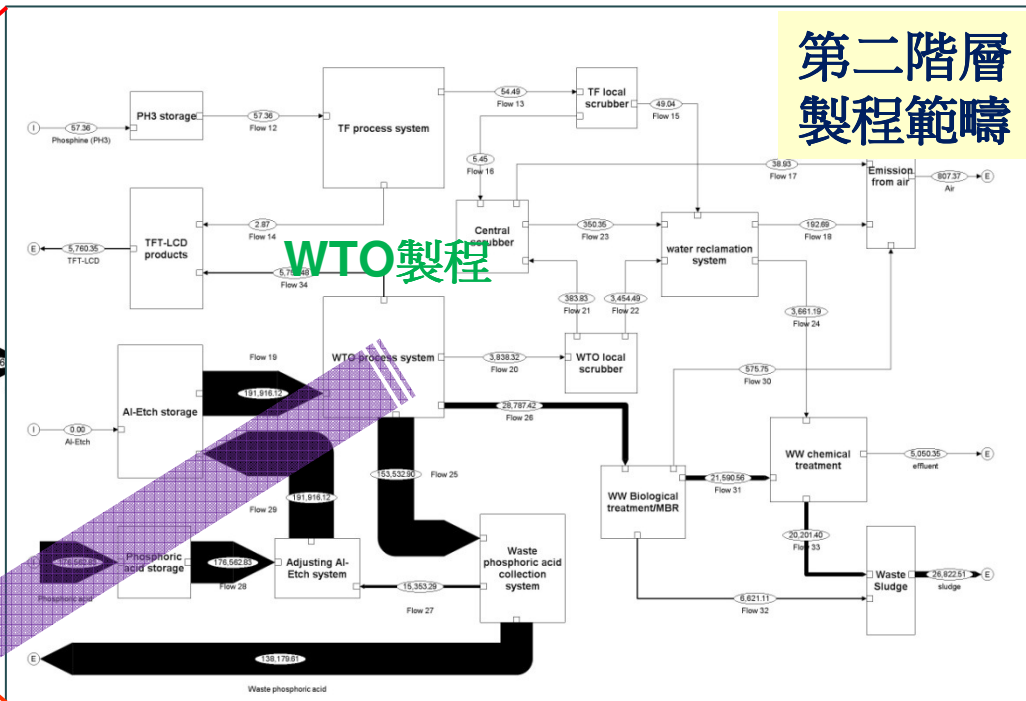 第二階層
製程範疇
PH3 storage
I
57.36
Phosphine (PH3)
57.36
Flow 12
TF process system
54.49
Flow 13
TF local
scrubber
49.04
Flow 15
5.45
Flow 16
38.93
Flow 17
Emission
from air
807.37
E
Air
TFT-LCD
products
2.87
Flow 14
E
5,760.35
TFT-LCD
Flow 34
WTO製程
Central
scrubber
350.35
Flow 23
water reclamation
system
192.69
Flow 18
383.83
Flow 21
3,454.49
Flow 22
3,661.19
Flow 24
WTO process system
3,838.32
Flow 20
WTO local
scrubber
575.75
Flow 30
Flow 19
191,916.12
Al-Etch storage
I
0.00
Al-Etch
28,787.42
Flow 26
153,532.90
Flow 25
WW Biological
treatment/MBR
21,590.56
Flow 31
WW chemical
treatment
5,050.35
E
effluent
191,916.12
Flow 29
20,201.40
Flow 33
Phosphoric
acid storage
Phosphoric acid
176,562.83
Flow 28
Adjusting Al-
Etch system
15,353.29
Flow 27
Waste
phosphoric acid
collection
system
6,621.11
Flow 32
Waste
Sludge
26,822.51
E
sludge
E
138,179.61
Waste phosphoric acid